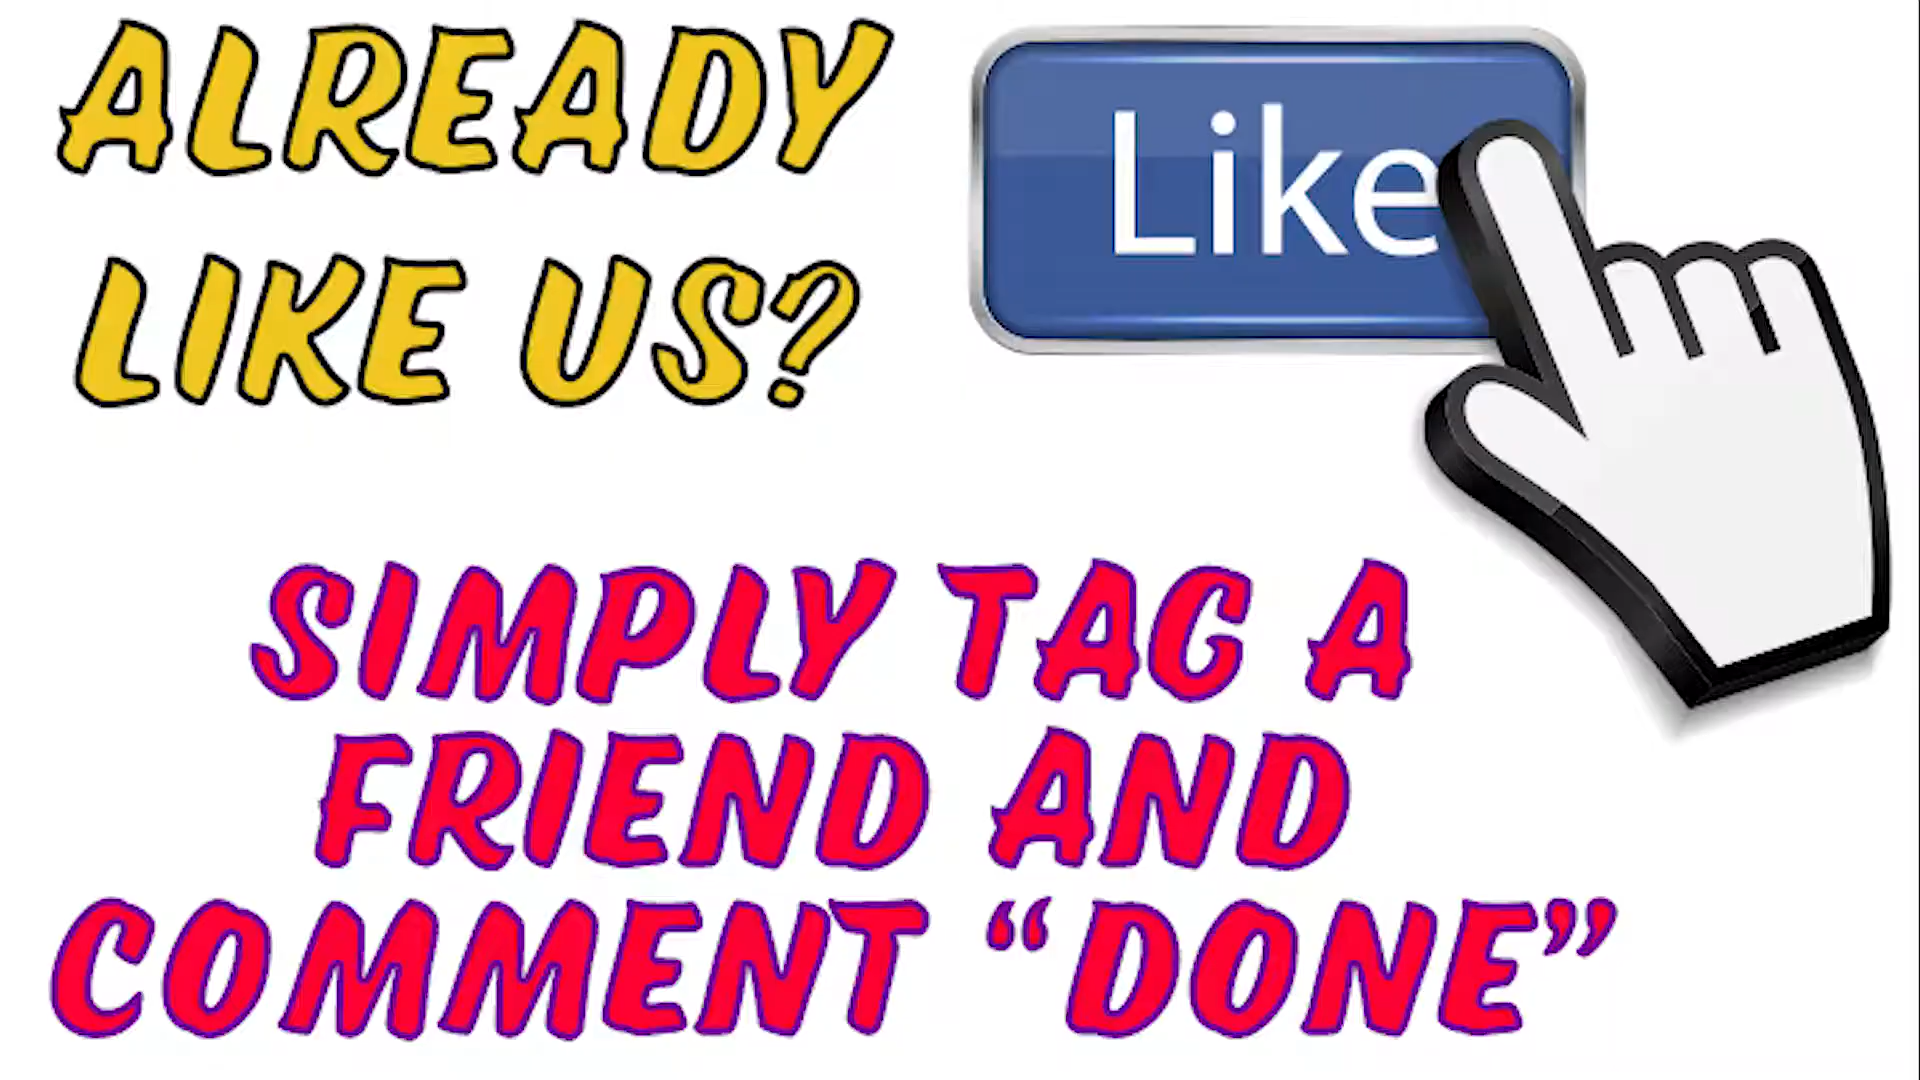 ALREADY
LIKE US?
Like
SIMPLY TAG A
FRIEND AND
COMMENT “DONE”